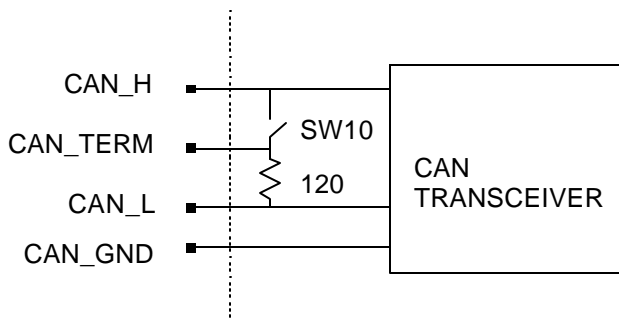 CAN_H
CAN_TERM
CAN_L
CAN_GND
SW10
120
CAN
TRANSCEIVER